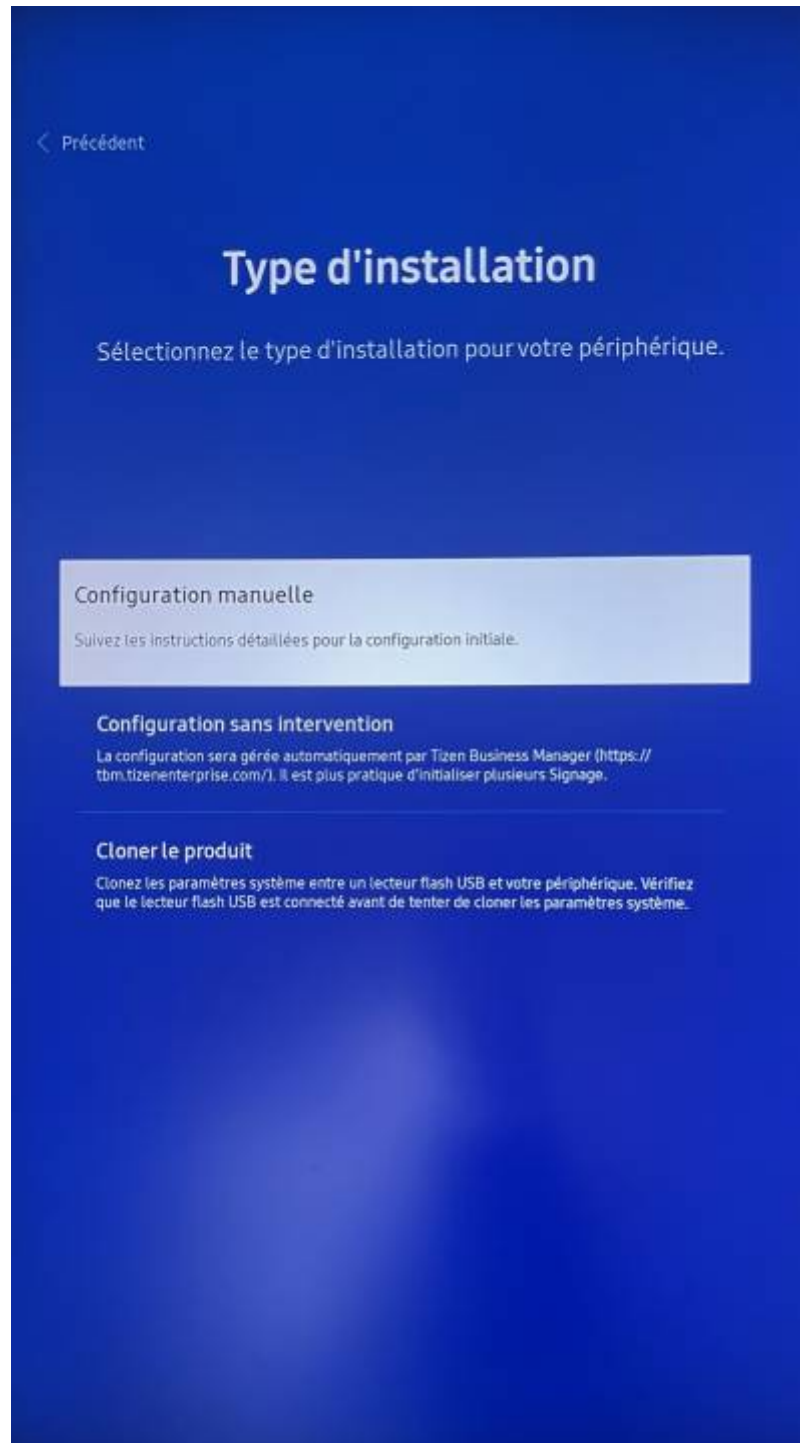 Précédent
Type d'installation
Sélectionnez le type d'installation pour votre périphérique.
Configuration manuelle
Suivez les instructions détaillées pour la configuration initiale.
Configuration sans intervention
La configuration sera gérée automatiquement par Tizen Business Manager (https://
tbm.tizenenterprise.com/). Il est plus pratique d'initialiser plusieurs Signage.
Cloner le produit
Clonez les paramètres système entre un lecteur flash USB et votre périphérique. Vérifiez
que le lecteur flash USB est connecté avant de tenter de cloner les paramètres système.